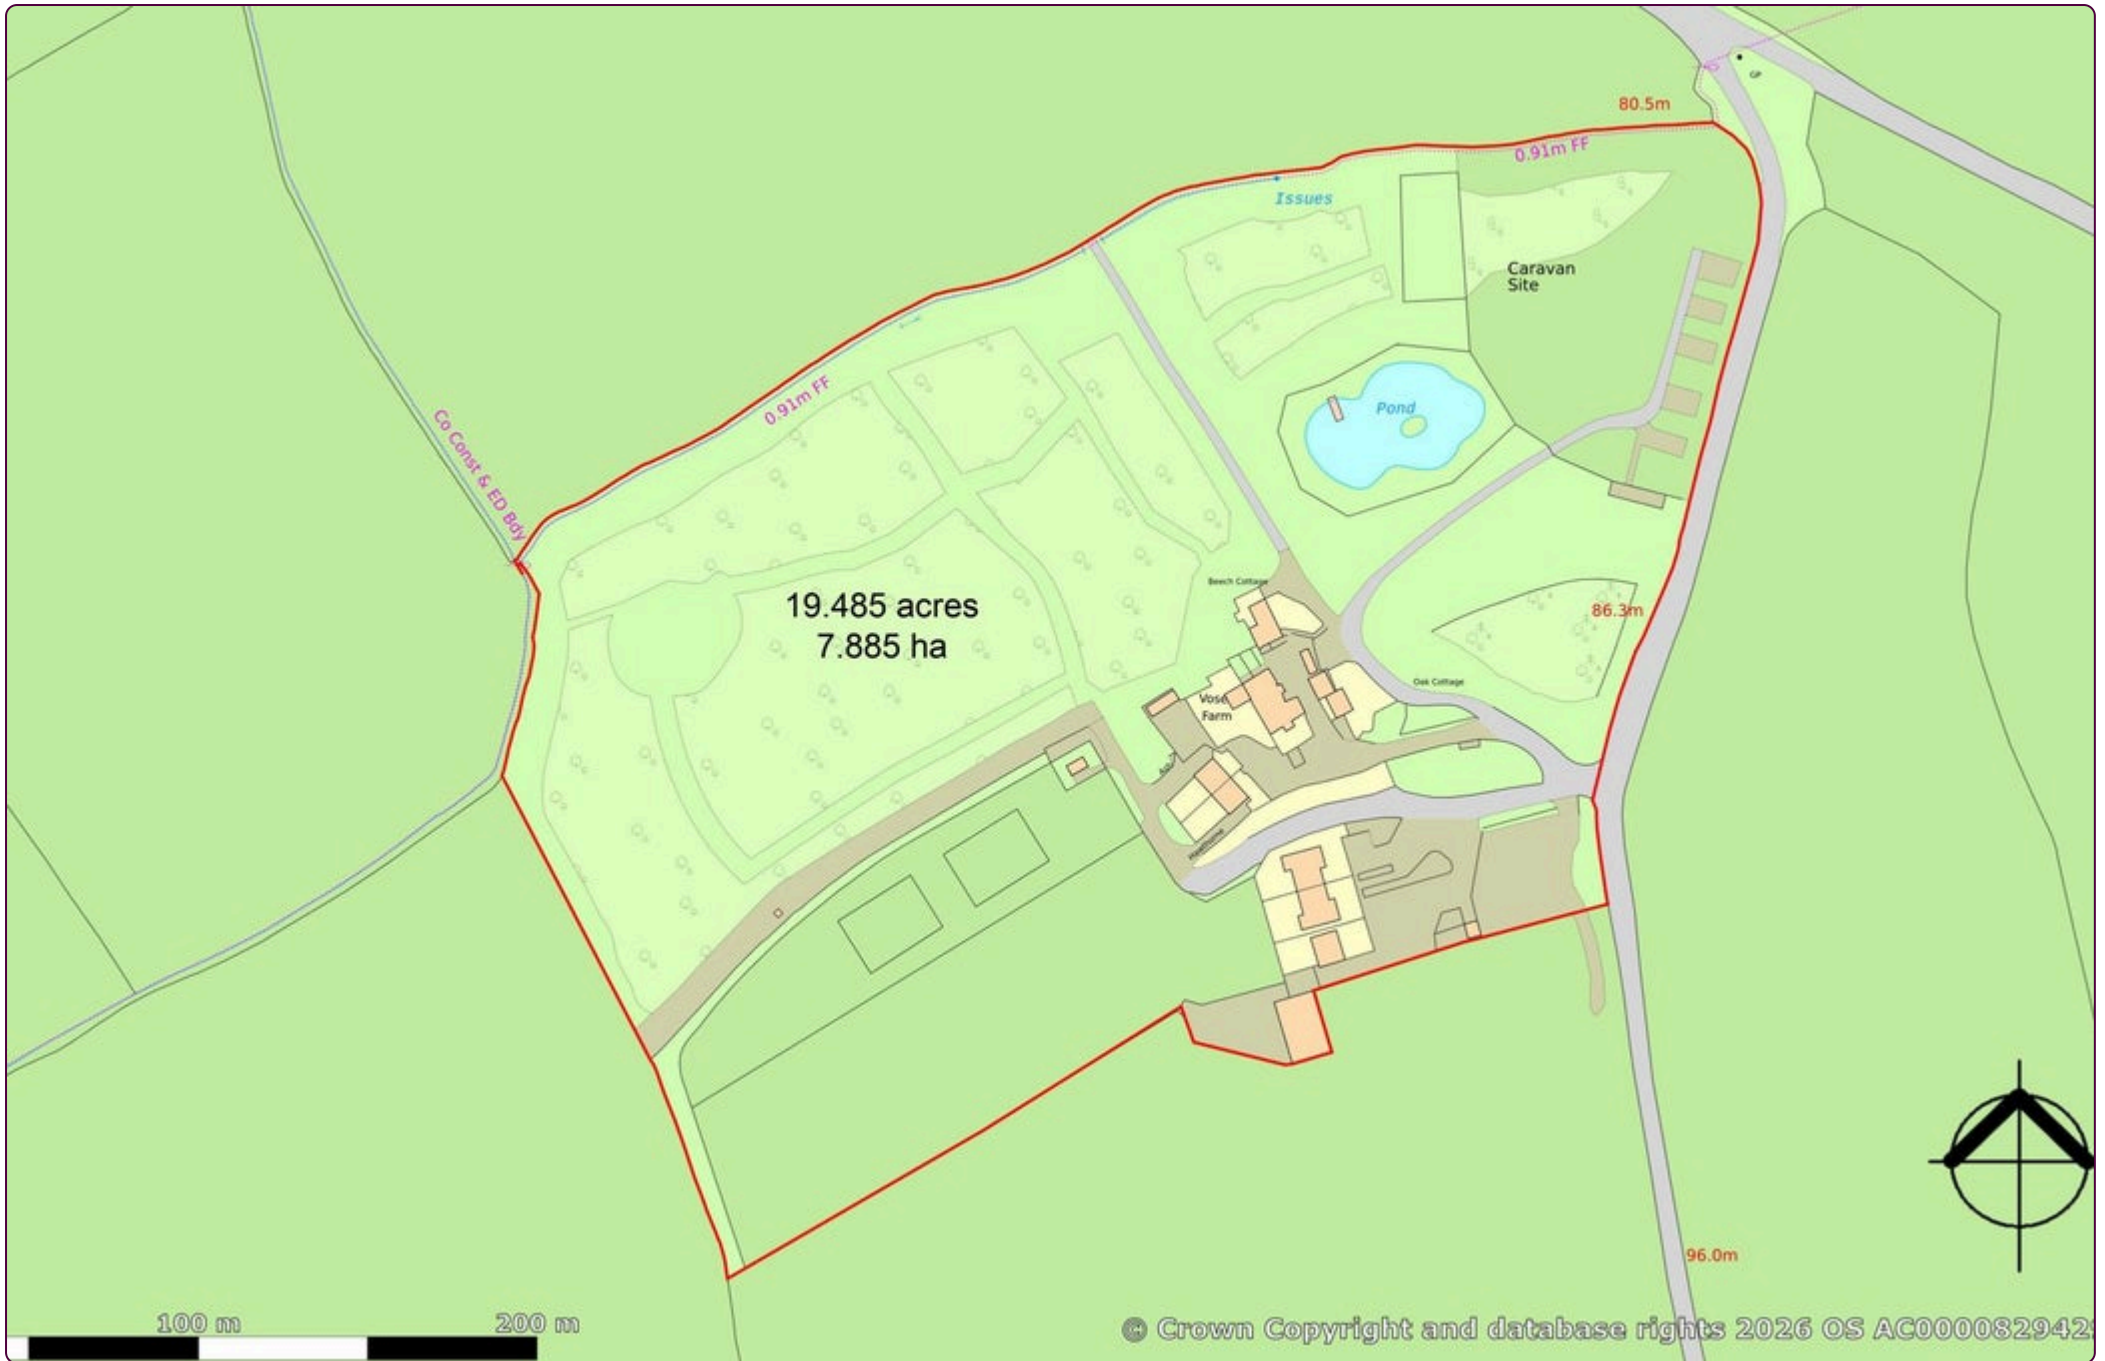 GP
80.5m
0.91m FF
Issues
Caravan
Site
0.91m FF
Pond
Co Const & ED Bdy
Beech Cottage
19.485 acres
7.885 ha
86.3m
Oak Cottage
Vose
Farm
Hawthorne
96.0m
100 m
200 m
© Crown Copyright and database rights 2026 OS AC000082942